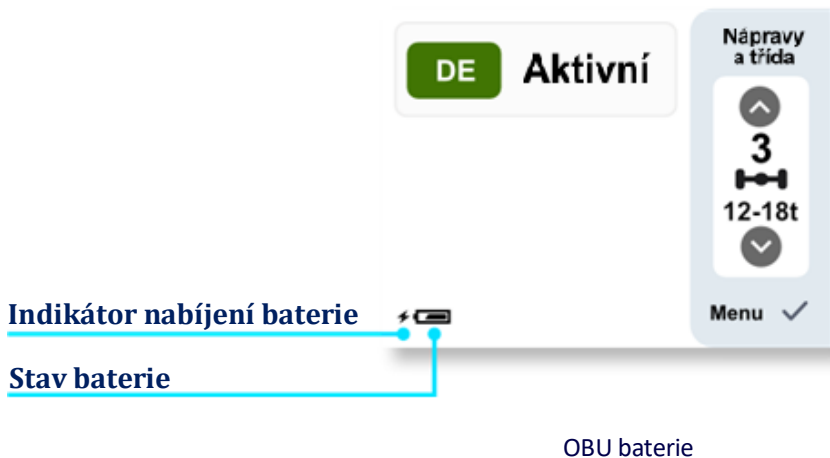 DE Aktivní
Nápravy
a třída
3
12-18t
Menu
Indikátor nabíjení baterie
Stav baterie
OBU baterie